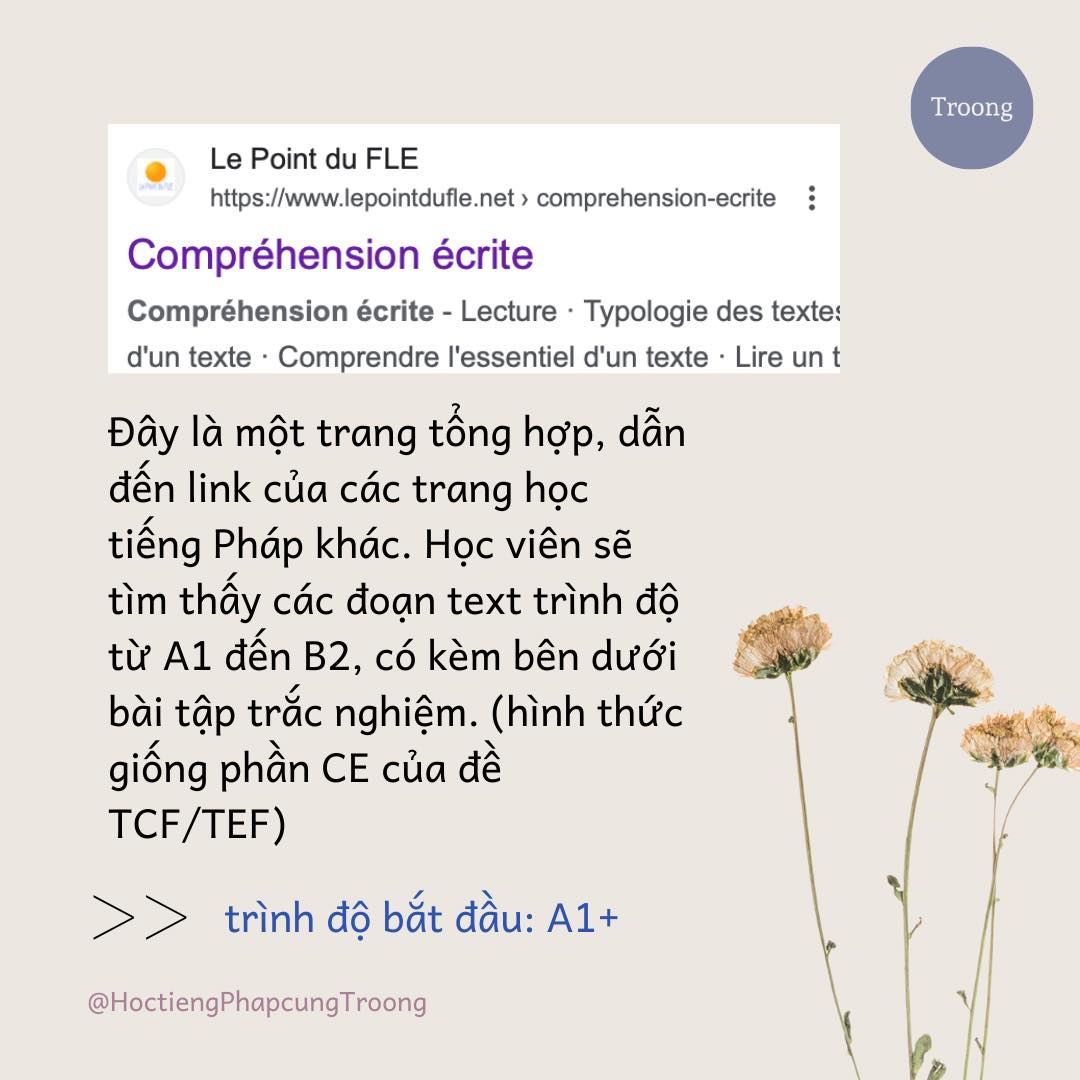 Troong
Le Point du FLE
https://www.lepointdufle.net › comprehension-ecrite
Compréhension écrite
Compréhension écrite - Lecture · Typologie des textes
d'un texte · Comprendre l'essentiel d'un texte · Lire un t
Đây là một trang tổng hợp, dẫn
đến link của các trang học
tiếng Pháp khác. Học viên sẽ
tìm thấy các đoạn text trình độ
từ A1 đến B2, có kèm bên dưới
bài tập trắc nghiệm. (hình thức
giống phần CE của đề
TCF/TEF)
>> trình độ bắt đầu: A1+
@HoctiengPhapcungTroong